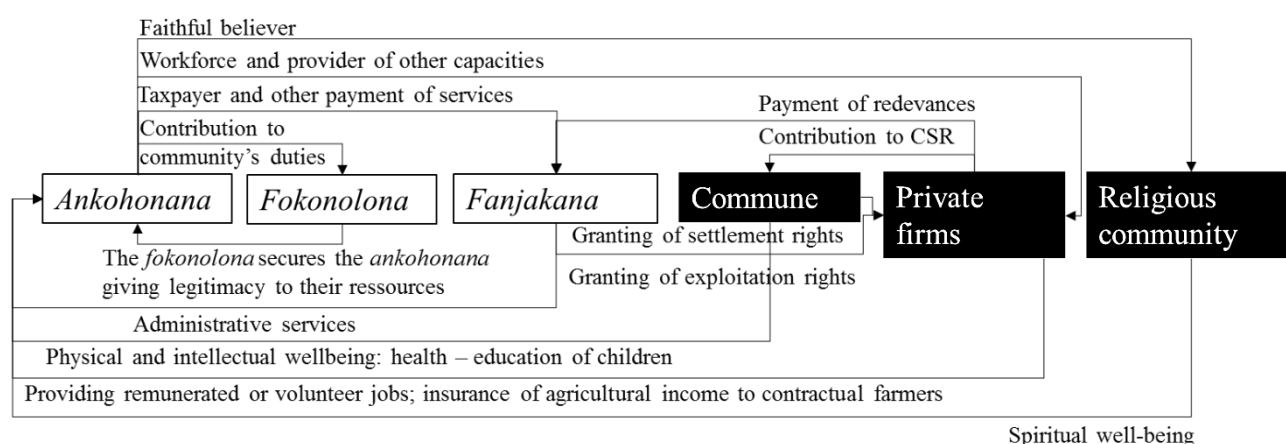 Faithful believer
Workforce and provider of other capacities
Taxpayer and other payment of services
Payment of redevances
Contribution to
community’s duties
Contribution to CSR
Ankohonana
Fokonolona
Fanjakana
Commune
Private
firms
Religious
community
Granting of settlement rights
The fokonolona secures the ankohonana
giving legitimacy to their ressources
Granting of exploitation rights
Administrative services
Physical and intellectual wellbeing: health – education of children
Providing remunerated or volunteer jobs; insurance of agricultural income to contractual farmers
Spiritual well-being